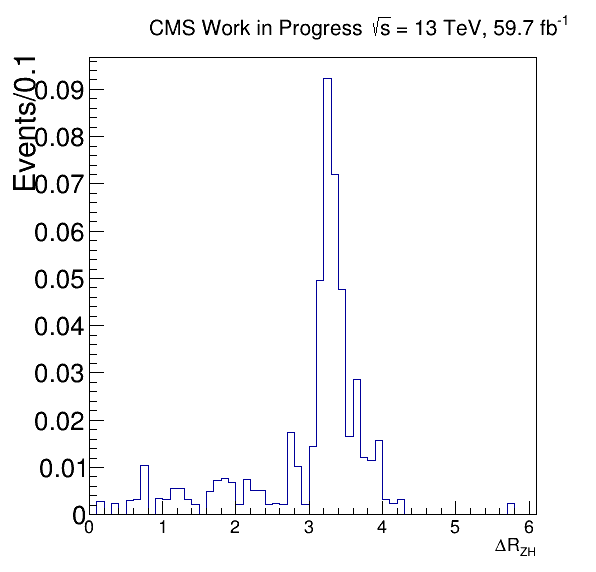 CMS Work in Progress √s = 13 TeV, 59.7 fb⁻¹
Events/0.1
0.09
0.08
0.07
0.06
0.05
0.04
0.03
0.02
0.01
0
0 1 2 3 4 5 6
ΔR_ZH